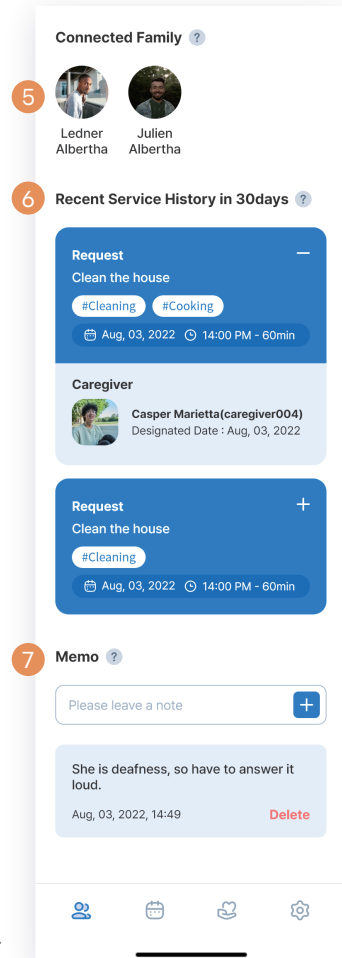 Connected Family ?
5
Ledner
Albertha
Julien
Albertha
6
Recent Service History in 30days ?
Request
Clean the house
#Cleaning #Cooking
Aug, 03, 2022 14:00 PM - 60min
Caregiver
Casper Marietta(caregiver004)
Designated Date : Aug, 03, 2022
Request
Clean the house
#Cleaning
Aug, 03, 2022 14:00 PM - 60min
7
Memo ?
Please leave a note
She is deafness, so have to answer it
loud.
Aug, 03, 2022, 14:49 Delete